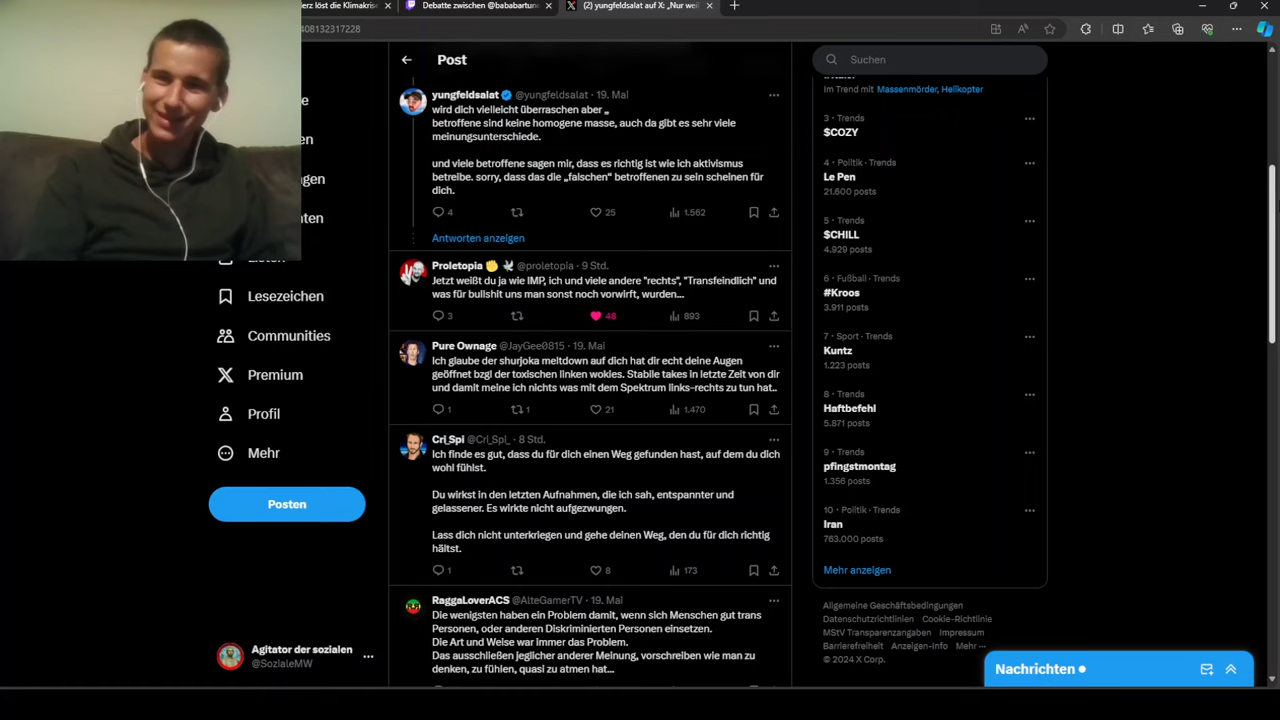 erz löst die Klimakrise
Debatte zwischen @bababartun
(2) yungfeldsalat auf X: „Nur wei
408132317228
Post
Suchen
yungfeldsalat @yungfeldsalat · 19. Mai
wird dich vielleicht überraschen aber „
betroffene sind keine homogene masse, auch da gibt es sehr viele
meinungsunterschiede.
und viele betroffene sagen mir, dass es richtig ist wie ich aktivismus
betreibe. sorry, dass das die „falschen“ betroffenen zu sein scheinen für
dich.
4 25 1.562
Antworten anzeigen
Proletopia @proletopia · 9 Std.
Jetzt weißt du ja wie IMP, ich und viele andere "rechts", "Transfeindlich" und
was für bullshit uns man sonst noch vorwirft, wurden...
3 48 893
Pure Ownage @JayGee0815 · 19. Mai
Ich glaube der shurjoka meltdown auf dich hat dir echt deine Augen
geöffnet bzgl der toxischen linken wokies. Stabile takes in letzte Zeit von dir
und damit meine ich nichts was mit dem Spektrum links-rechts zu tun hat..
1 1 21 1.470
Cri_Spi @Cri_Spi_ · 8 Std.
Ich finde es gut, dass du für dich einen Weg gefunden hast, auf dem du dich
wohl fühlst.
Du wirkst in den letzten Aufnahmen, die ich sah, entspannter und
gelassener. Es wirkte nicht aufgezwungen.
Lass dich nicht unterkriegen und gehe deinen Weg, den du für dich richtig
hältst.
1 8 173
RaggaLoverACS @AlteGamerTV · 19. Mai
Die wenigsten haben ein Problem damit, wenn sich Menschen gut trans
Personen, oder anderen Diskriminierten Personen einsetzen.
Die Art und Weise war immer das Problem.
Das ausschließen jeglicher anderer Meinung, vorschreiben wie man zu
denken, zu fühlen, quasi zu atmen hat...
Lesezeichen
Communities
Premium
Profil
Mehr
Posten
Agitator der sozialen
@SozialeMW
Im Trend mit Massenmörder, Helikopter
3 · Trends
$COZY
4 · Politik · Trends
Le Pen
21.600 posts
5 · Trends
$CHILL
4.929 posts
6 · Fußball · Trends
#Kroos
3.911 posts
7 · Sport · Trends
Kuntz
1.223 posts
8 · Trends
Haftbefehl
5.871 posts
9 · Trends
pfingstmontag
1.356 posts
10 · Politik · Trends
Iran
763.000 posts
Mehr anzeigen
Allgemeine Geschäftsbedingungen
Datenschutzrichtlinien Cookie-Richtlinie
MStV Transparenzangaben Impressum
Barrierefreiheit Anzeigen-Info Mehr ···
© 2024 X Corp.
Nachrichten